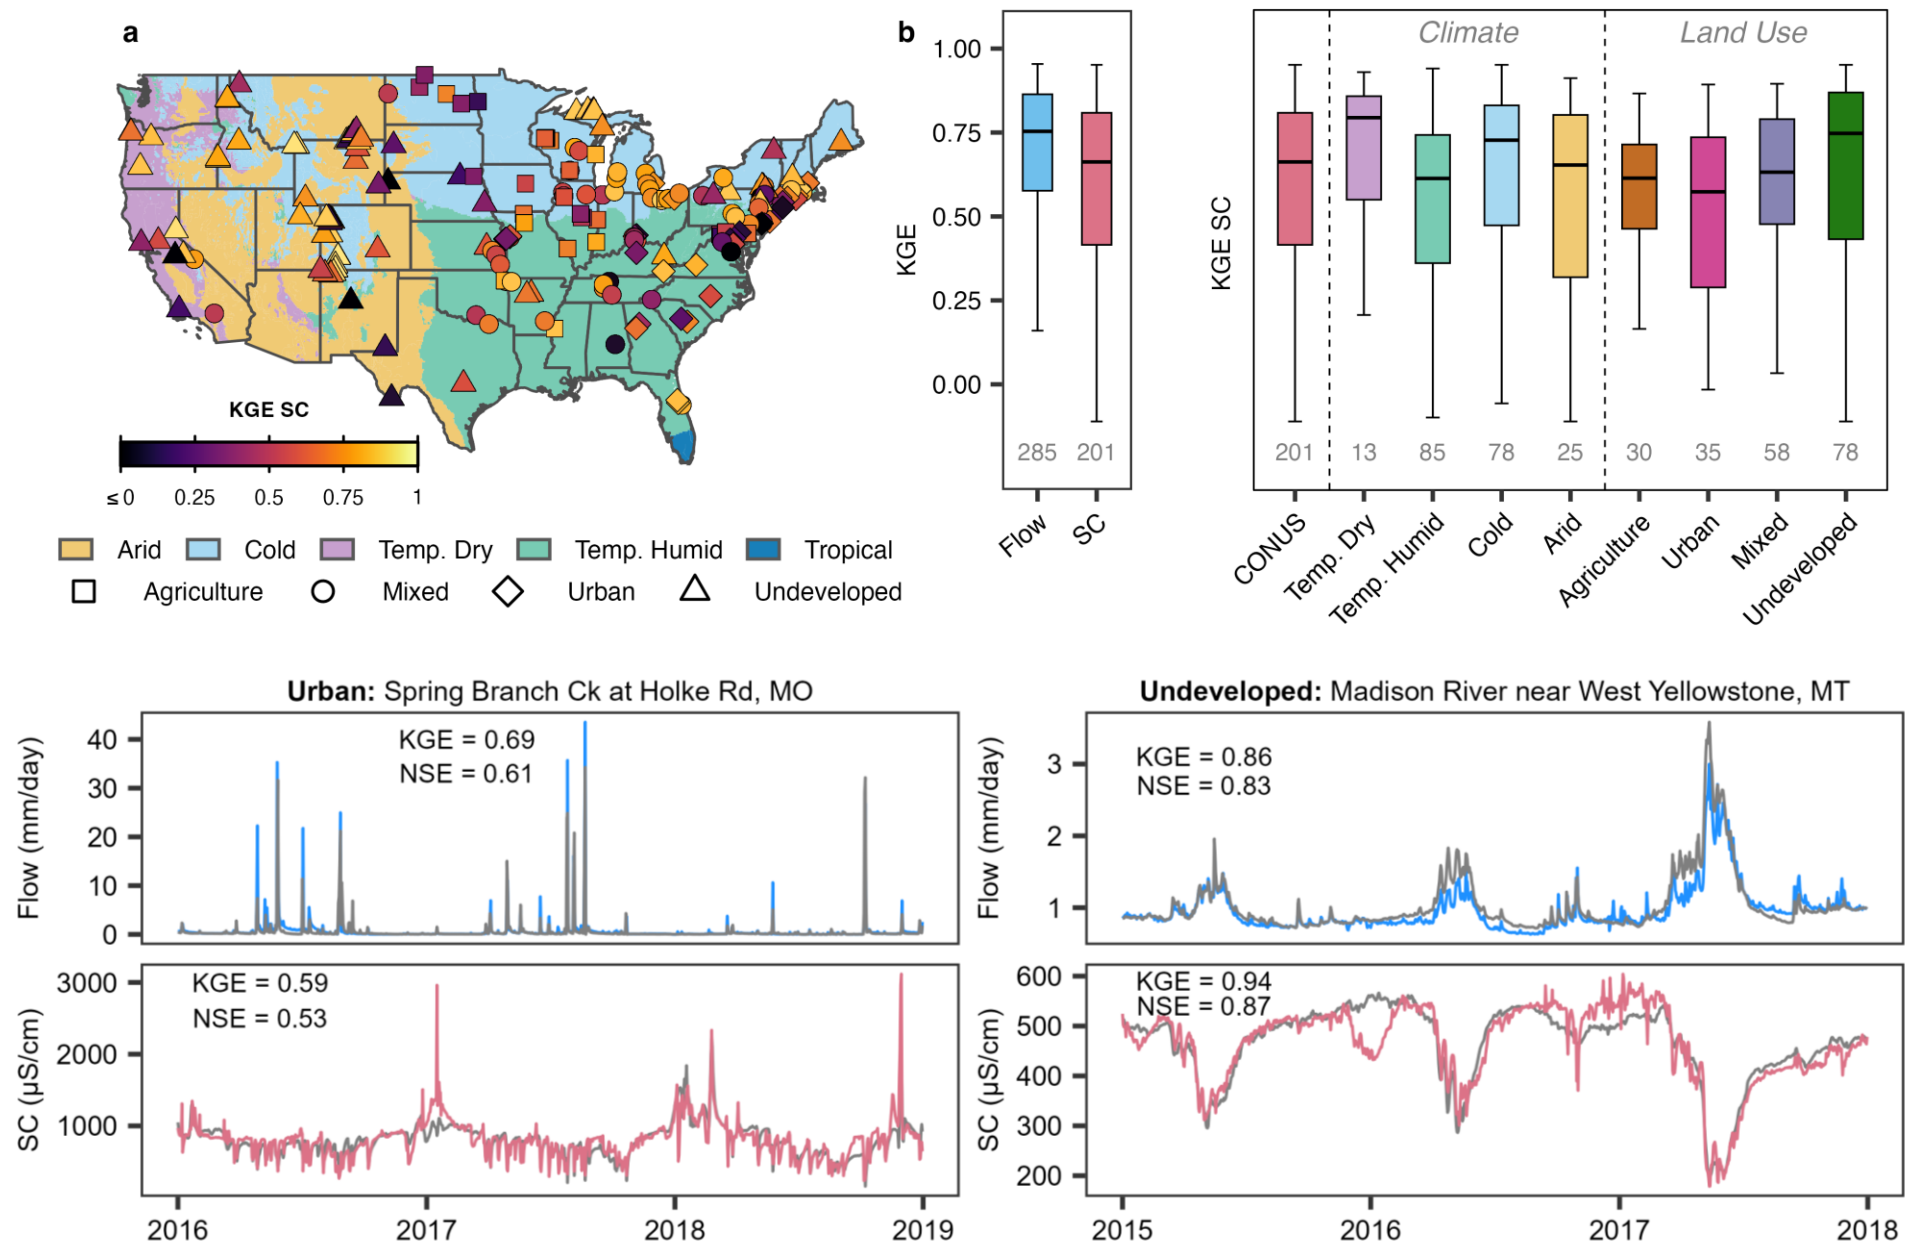 a
KGE SC
≤ 0 0.25 0.5 0.75 1
Arid Cold Temp. Dry Temp. Humid Tropical
Agriculture Mixed Urban Undeveloped
b
KGE
1.00
0.75
0.50
0.25
0.00
285 201
Flow SC
KGE SC
Climate Land Use
201 13 85 78 25 30 35 58 78
CONUS Temp. Dry Temp. Humid Cold Arid Agriculture Urban Mixed Undeveloped
Urban: Spring Branch Ck at Holke Rd, MO
Flow (mm/day)
40
30
20
10
0
KGE = 0.69
NSE = 0.61
SC (µS/cm)
3000
2000
1000
KGE = 0.59
NSE = 0.53
2016 2017 2018 2019
Undeveloped: Madison River near West Yellowstone, MT
Flow (mm/day)
3
2
1
KGE = 0.86
NSE = 0.83
SC (µS/cm)
600
500
400
300
200
KGE = 0.94
NSE = 0.87
2015 2016 2017 2018